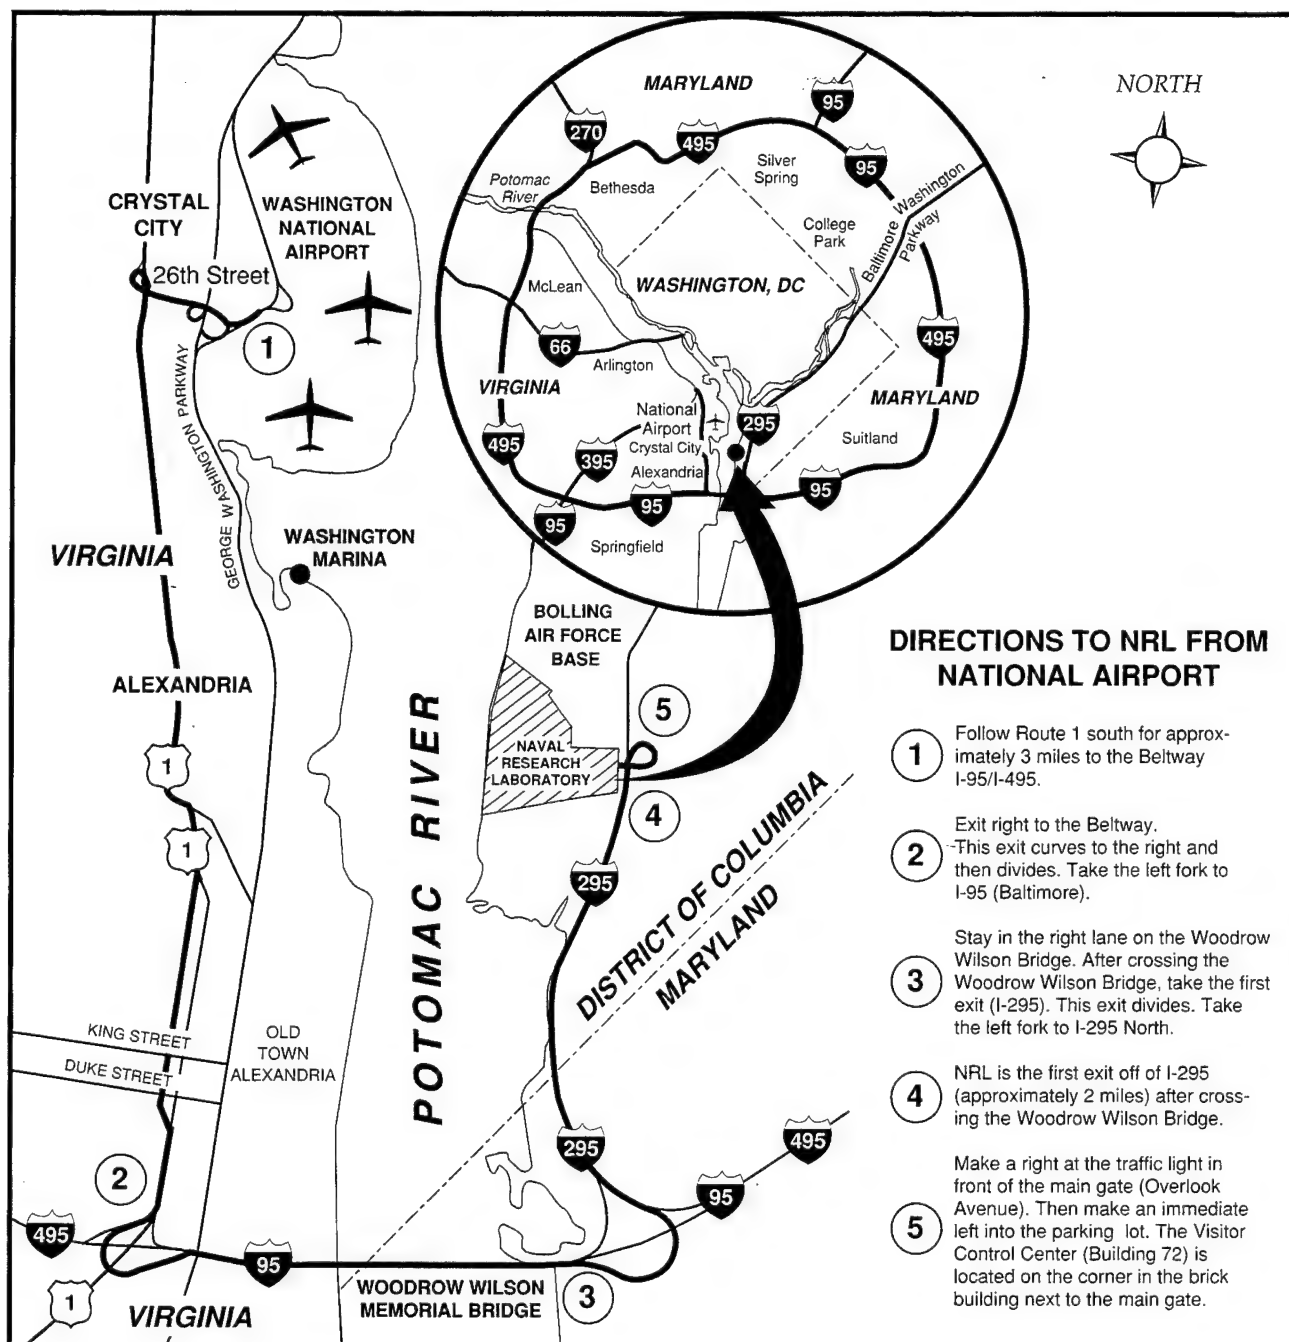 NORTH
MARYLAND
95
270
495
Silver
Spring
95
Potomac
River
Bethesda
Baltimore Washington
Parkway
College
Park
WASHINGTON, DC
McLean
66
Arlington
495
VIRGINIA
MARYLAND
National
Airport
Crystal City
Alexandria
295
Suitland
495
395
95
95
95
Springfield
CRYSTAL
CITY
WASHINGTON
NATIONAL
AIRPORT
26th Street
1
GEORGE WASHINGTON PARKWAY
VIRGINIA
WASHINGTON
MARINA
ALEXANDRIA
BOLLING
AIR FORCE
BASE
5
NAVAL
RESEARCH
LABORATORY
4
1
1
295
POTOMAC RIVER
DISTRICT OF COLUMBIA
MARYLAND
KING STREET
DUKE STREET
OLD
TOWN
ALEXANDRIA
2
295
495
95
495
95
1
VIRGINIA
WOODROW WILSON
MEMORIAL BRIDGE
3
DIRECTIONS TO NRL FROM
NATIONAL AIRPORT
1
Follow Route 1 south for approx-
imately 3 miles to the Beltway
I-95/I-495.
2
Exit right to the Beltway.
This exit curves to the right and
then divides. Take the left fork to
I-95 (Baltimore).
3
Stay in the right lane on the Woodrow
Wilson Bridge. After crossing the
Woodrow Wilson Bridge, take the first
exit (I-295). This exit divides. Take
the left fork to I-295 North.
4
NRL is the first exit off of I-295
(approximately 2 miles) after cross-
ing the Woodrow Wilson Bridge.
5
Make a right at the traffic light in
front of the main gate (Overlook
Avenue). Then make an immediate
left into the parking lot. The Visitor
Control Center (Building 72) is
located on the corner in the brick
building next to the main gate.